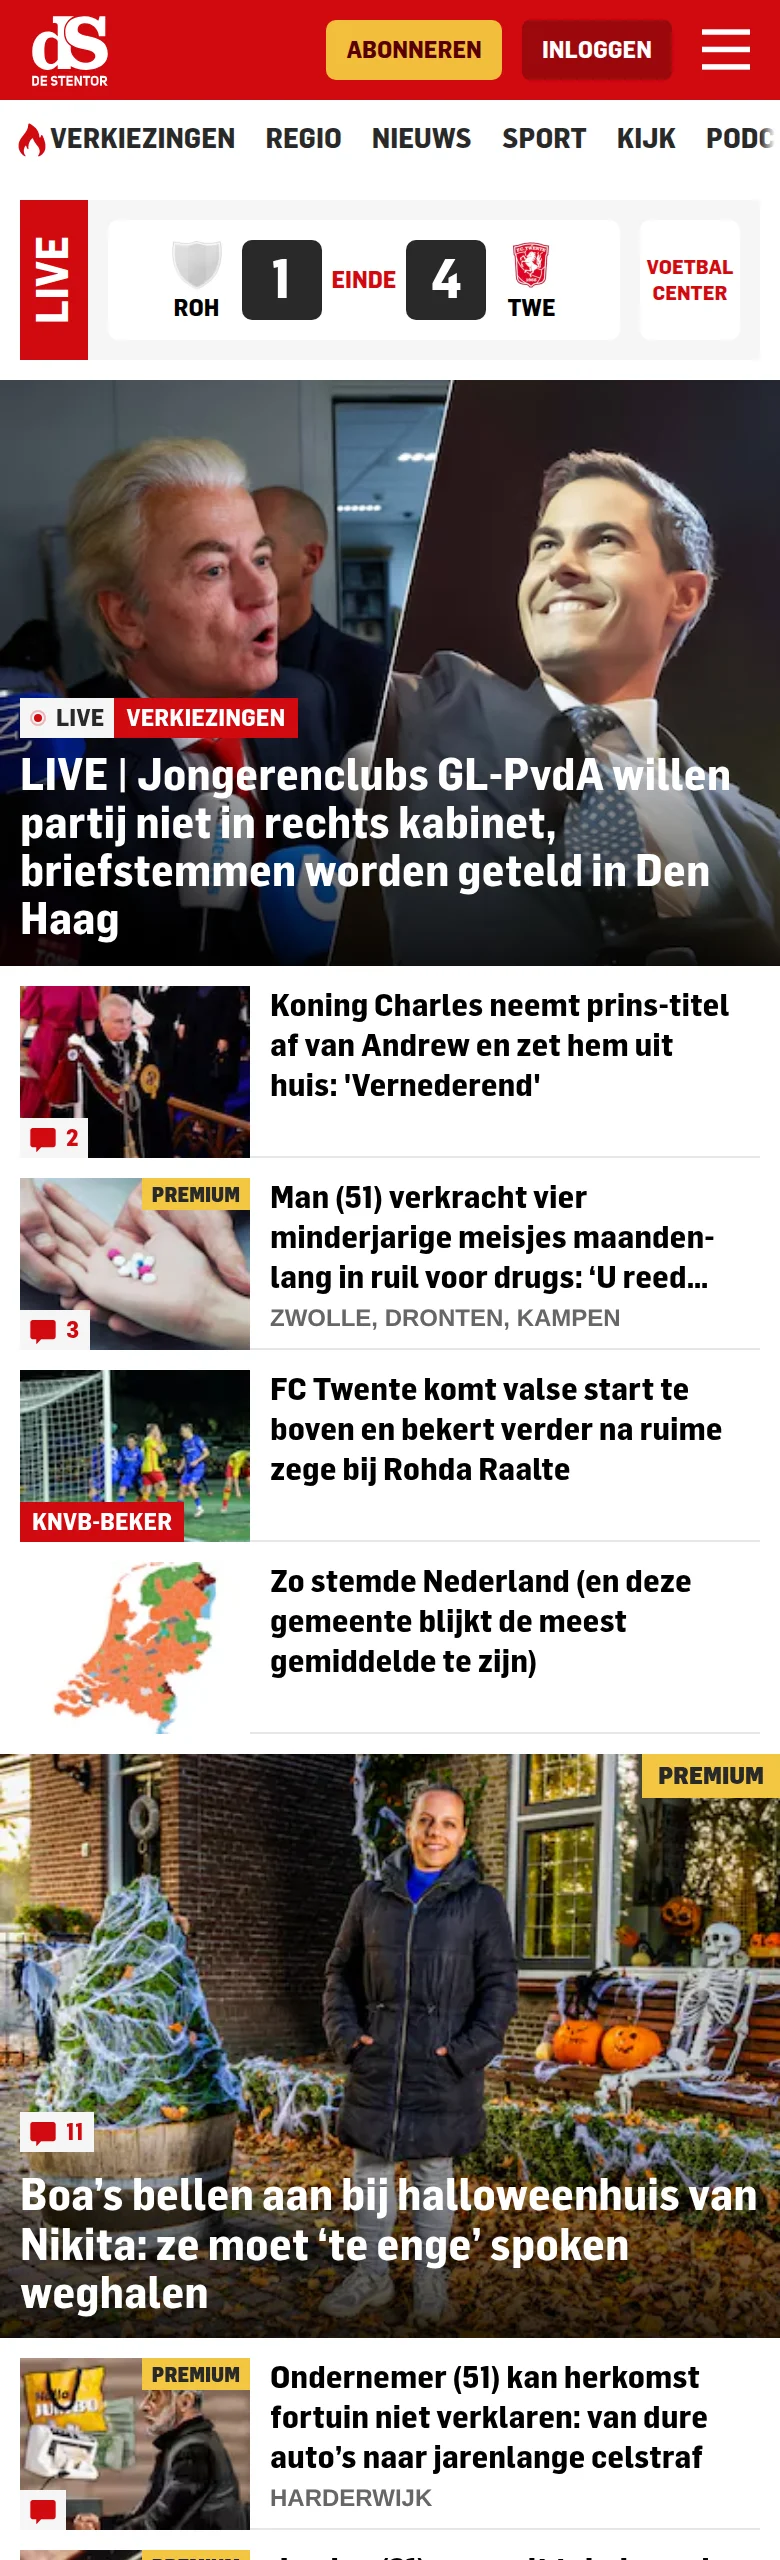 dS
DE STENTOR
ABONNEREN
INLOGGEN
VERKIEZINGEN REGIO NIEUWS SPORT KIJK PODC
LIVE
1 EINDE 4
ROH TWE
VOETBAL
CENTER
LIVE VERKIEZINGEN
LIVE | Jongerenclubs GL-PvdA willen
partij niet in rechts kabinet,
briefstemmen worden geteld in Den
Haag
Koning Charles neemt prins-titel
af van Andrew en zet hem uit
huis: 'Vernederend'
2
PREMIUM
Man (51) verkracht vier
minderjarige meisjes maanden-
lang in ruil voor drugs: ‘U reed...
ZWOLLE, DRONTEN, KAMPEN
3
FC Twente komt valse start te
boven en bekert verder na ruime
zege bij Rohda Raalte
KNVB-BEKER
Zo stemde Nederland (en deze
gemeente blijkt de meest
gemiddelde te zijn)
PREMIUM
11
Boa’s bellen aan bij halloweenhuis van
Nikita: ze moet ‘te enge’ spoken
weghalen
PREMIUM
Ondernemer (51) kan herkomst
fortuin niet verklaren: van dure
auto’s naar jarenlange celstraf
HARDERWIJK